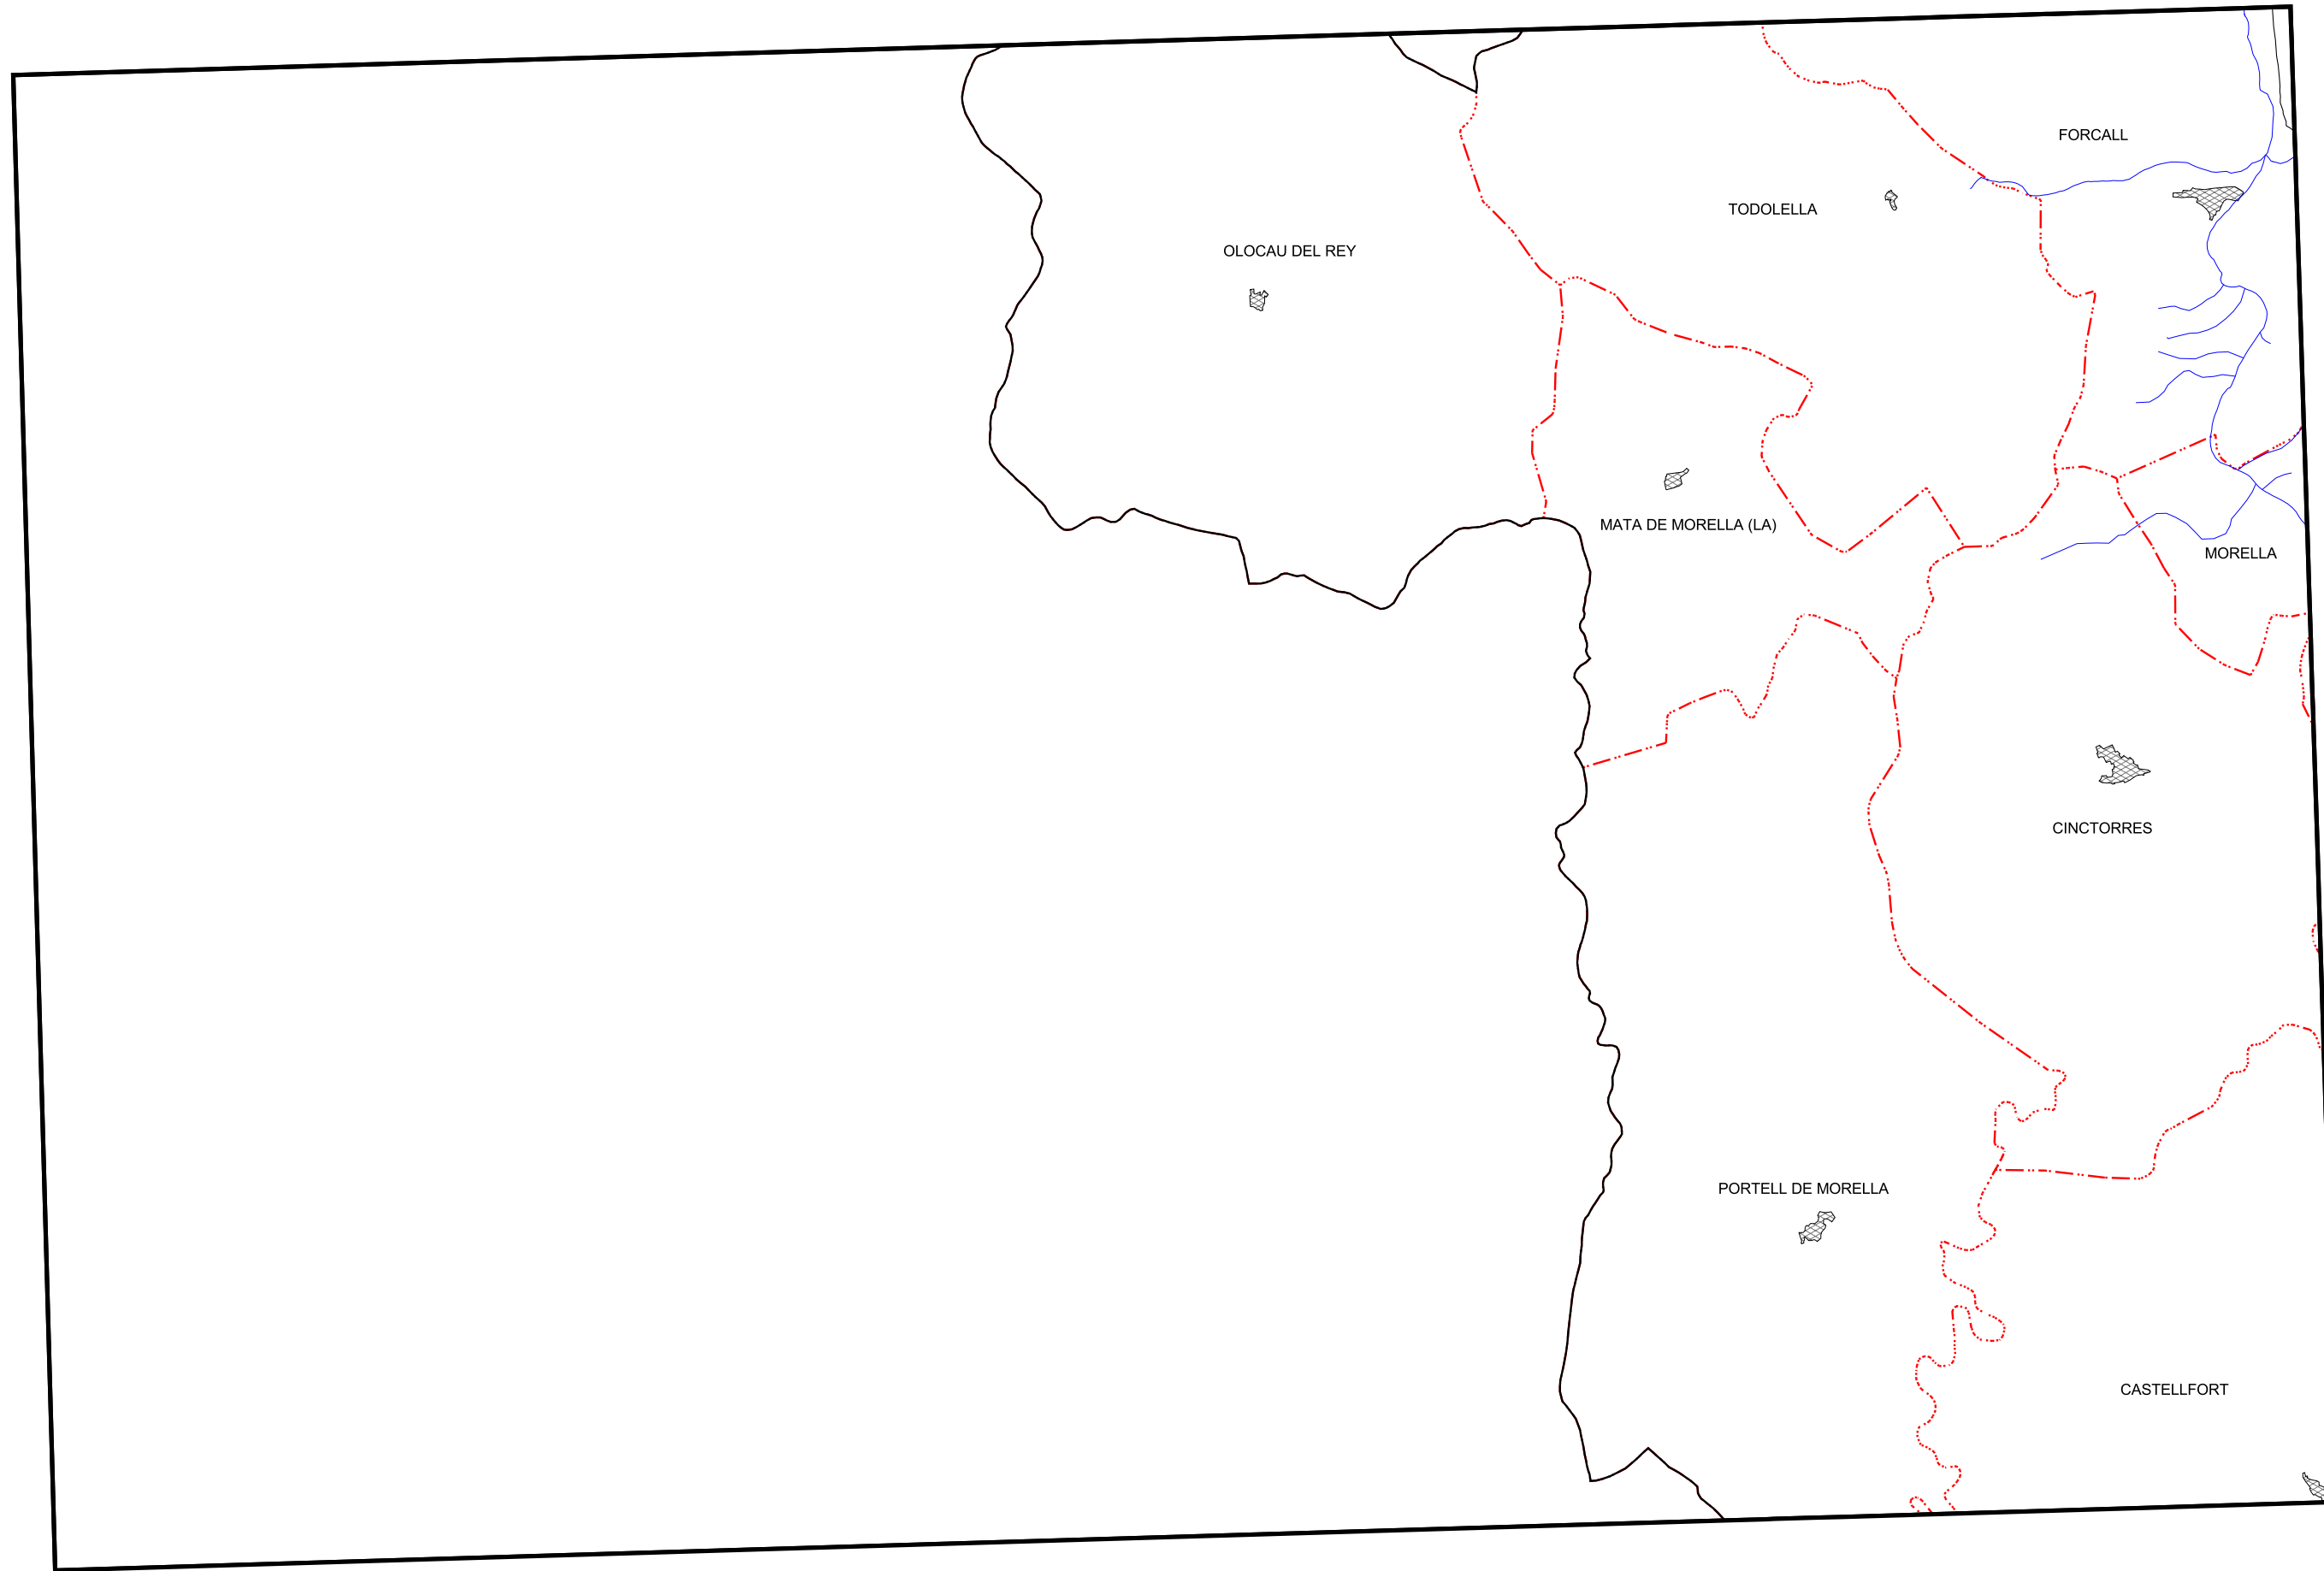 FORCALL
TODOLELLA
OLOCAU DEL REY
MATA DE MORELLA (LA)
MORELLA
CINCTORRES
PORTELL DE MORELLA
CASTELLFORT